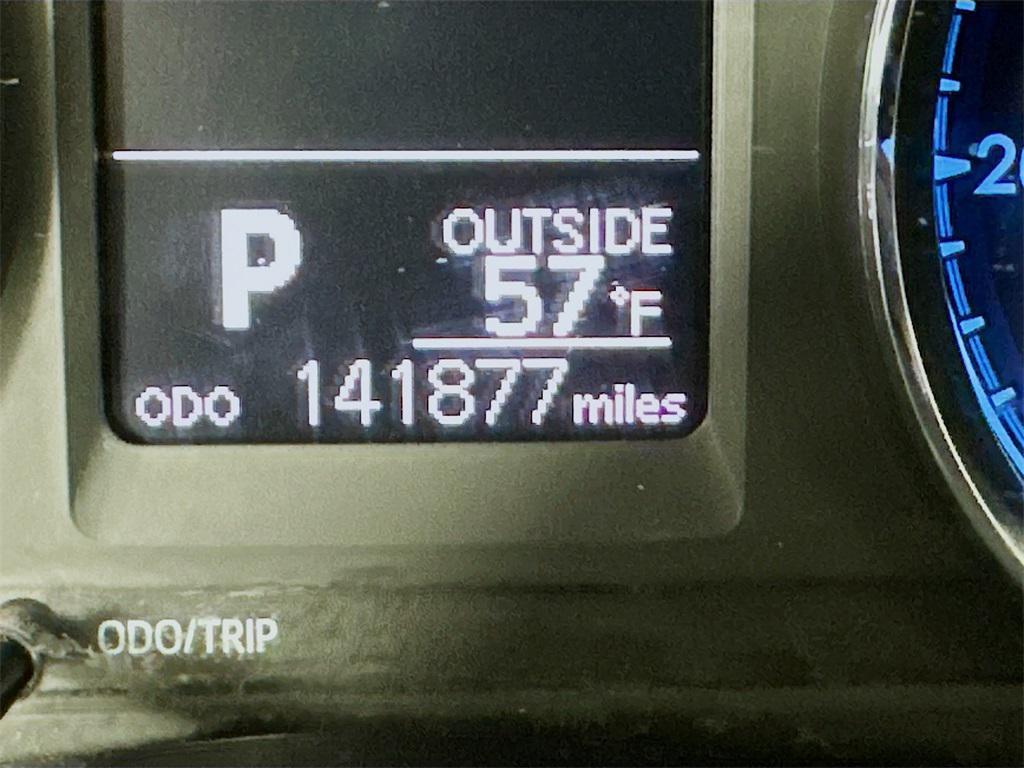 P
OUTSIDE
57°F
ODO 141877 miles
ODO/TRIP